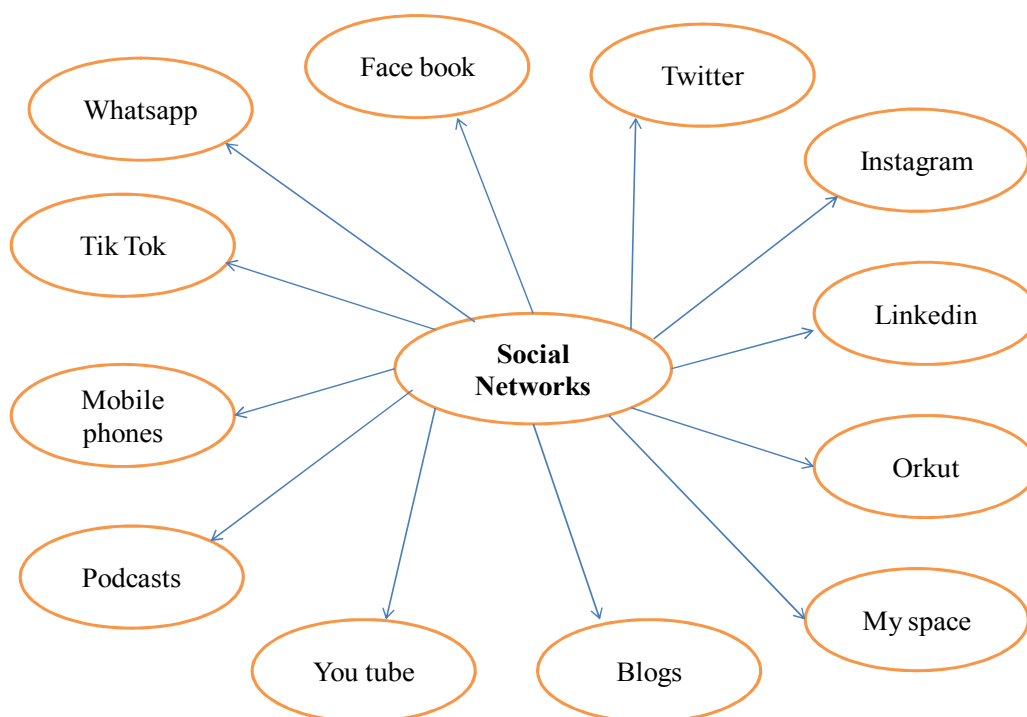 Face book
Twitter
Whatsapp
Instagram
Tik Tok
Linkedin
Social
Networks
Mobile
phones
Orkut
Podcasts
My space
You tube
Blogs